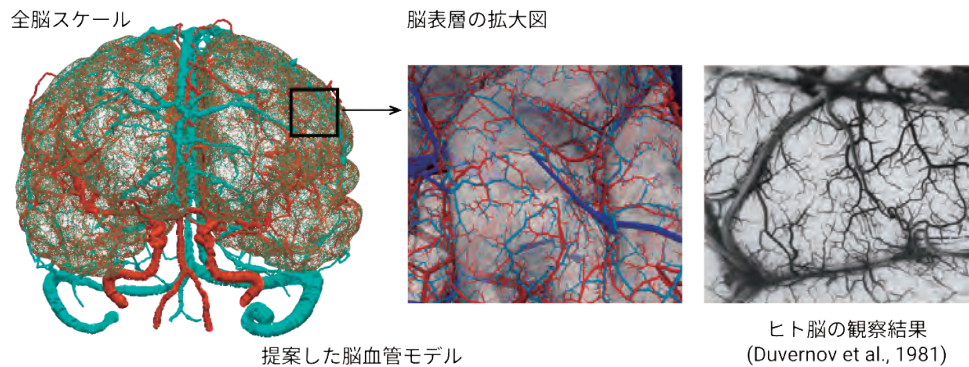 全脳スケール
脳表層の拡大図
提案した脳血管モデル
ヒト脳の観察結果
(Duvernov et al., 1981)